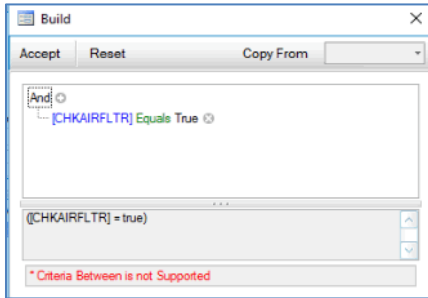 Build
Accept Reset Copy From
And
[CHKAIRFLTR] Equals True
([CHKAIRFLTR] = true)
* Criteria Between is not Supported